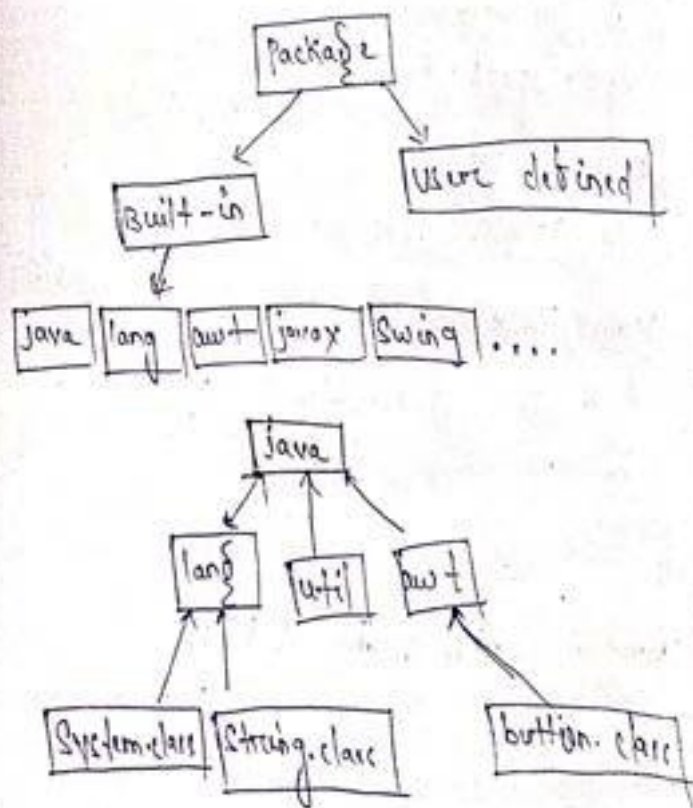 Package
Built-in
User defined
java lang awt javax Swing ....
java
lang util awt
System.class String.class button.class